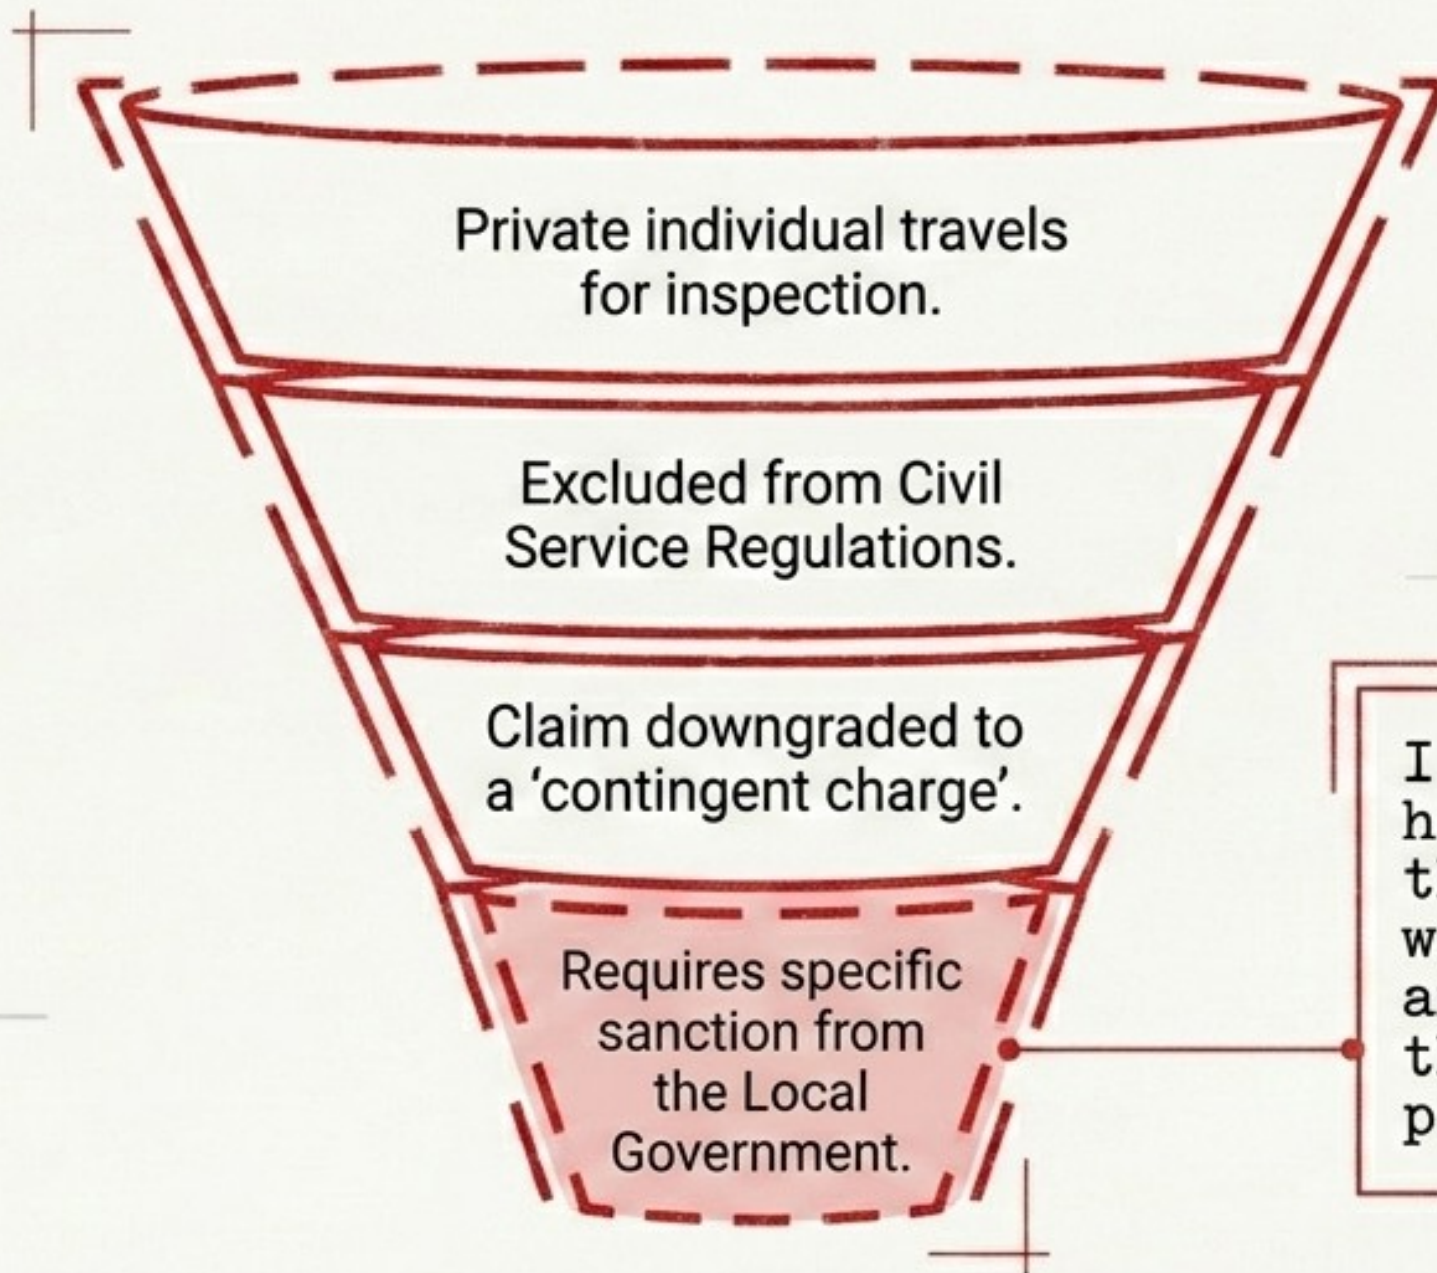 Private individual travels
for inspection.
Excluded from Civil
Service Regulations.
Claim downgraded to
a ‘contingent charge’.
Requires specific
sanction from
the Local
Government.